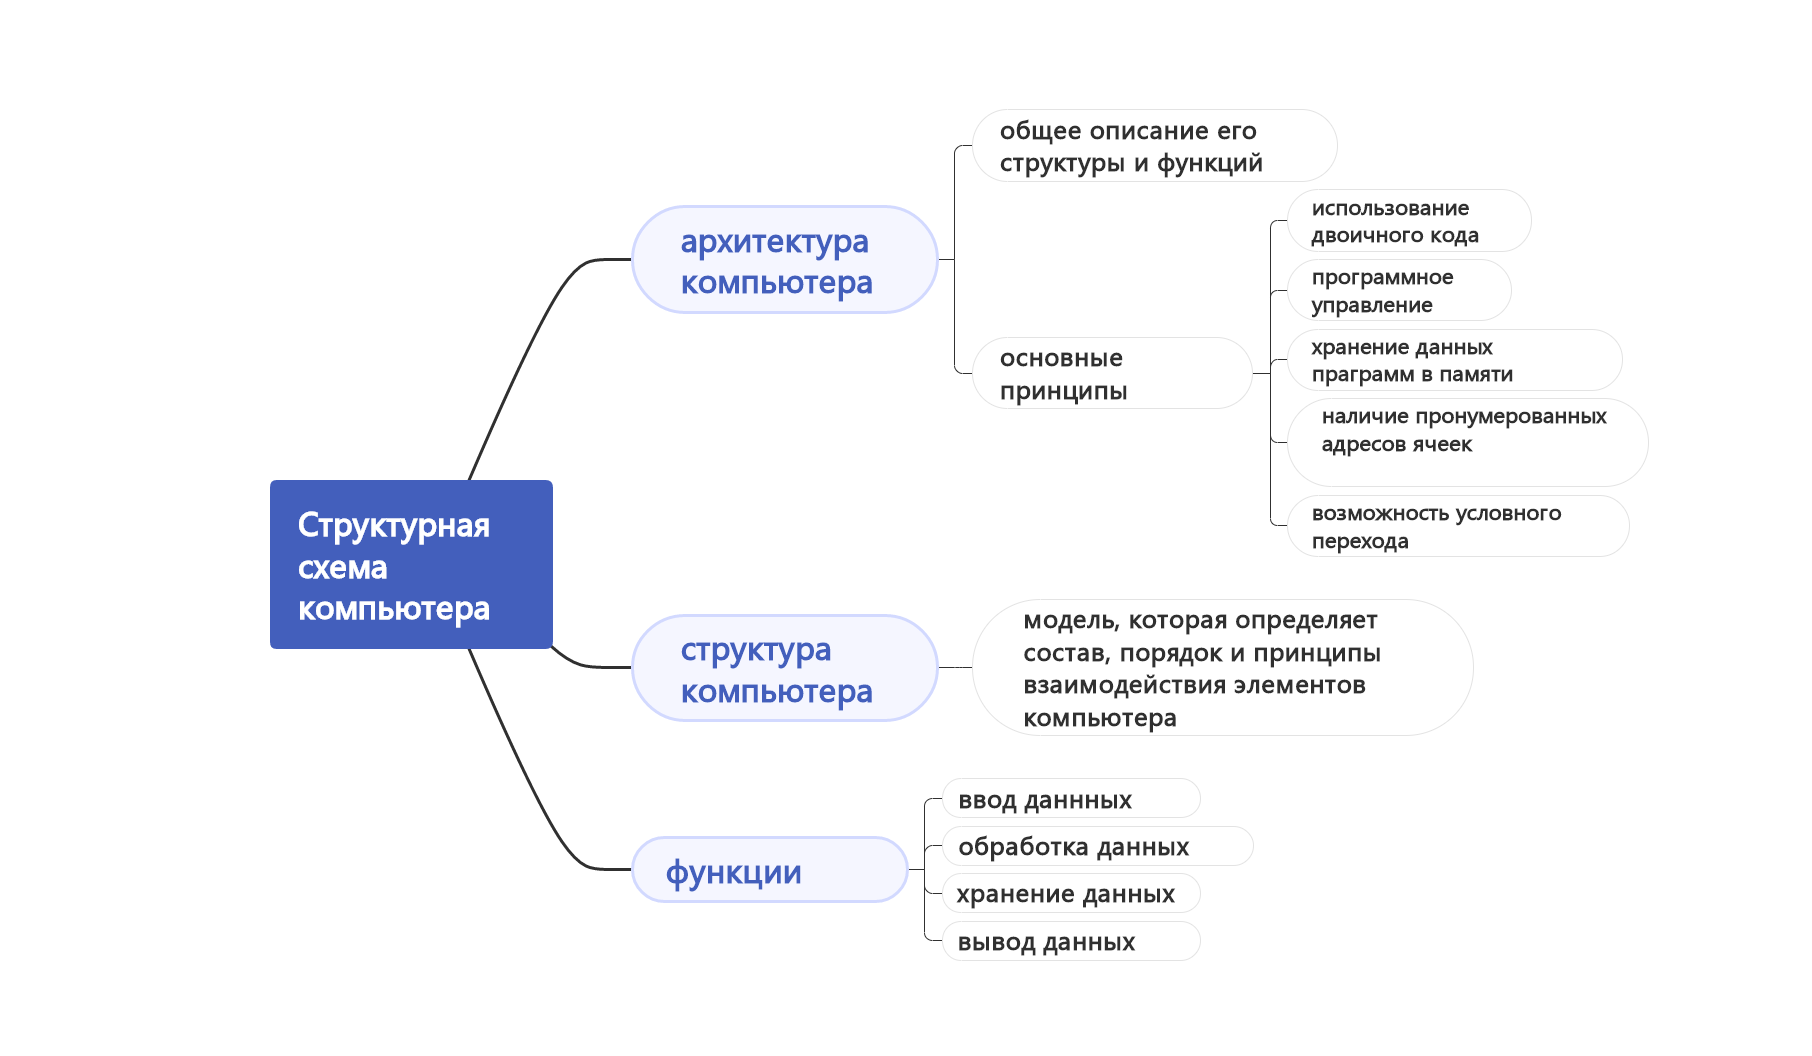 Структурная
схема
компьютера
архитектура
компьютера
общее описание его
структуры и функций
основные
принципы
использование
двоичного кода
программное
управление
хранение данных
праграмм в памяти
наличие пронумерованных
адресов ячеек
возможность условного
перехода
структура
компьютера
модель, которая определяет
состав, порядок и принципы
взаимодействия элементов
компьютера
функции
ввод даннных
обработка данных
хранение данных
вывод данных